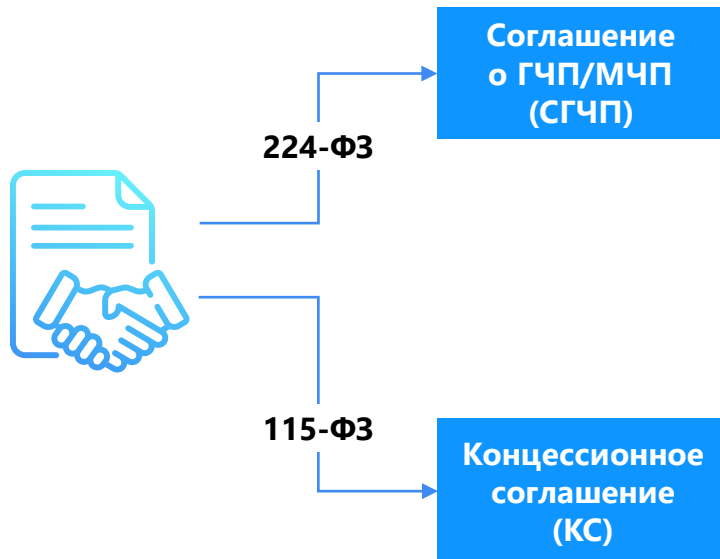 Соглашение
о ГЧП/МЧП
(СГЧП)
224-ФЗ
115-ФЗ
Концессионное
соглашение
(КС)